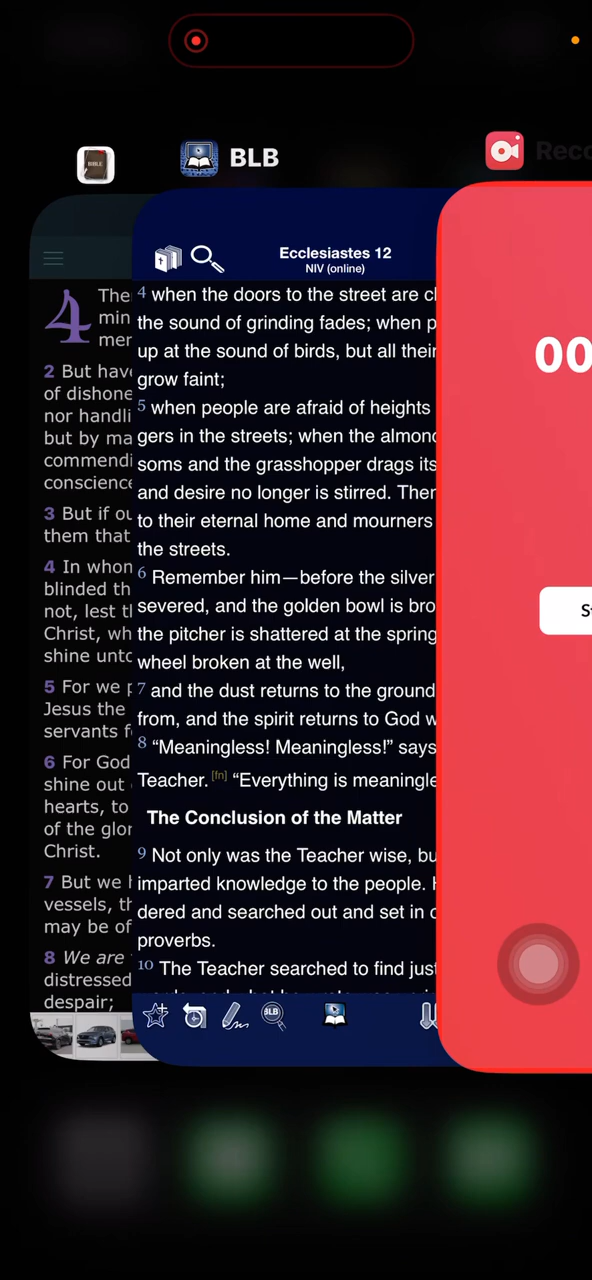 BIBLE
BLB
Reco
Ecclesiastes 12
NIV (online)
4 when the doors to the street are cl
the sound of grinding fades; when p
up at the sound of birds, but all their
grow faint;
5 when people are afraid of heights
gers in the streets; when the almond
soms and the grasshopper drags its
and desire no longer is stirred. Then
to their eternal home and mourners
the streets.
6 Remember him—before the silver
severed, and the golden bowl is bro
the pitcher is shattered at the spring
wheel broken at the well,
7 and the dust returns to the ground
from, and the spirit returns to God w
8 “Meaningless! Meaningless!” says
Teacher. [fn] “Everything is meaningle
The Conclusion of the Matter
9 Not only was the Teacher wise, bu
imparted knowledge to the people. H
dered and searched out and set in o
proverbs.
10 The Teacher searched to find just
BLB
4 The
min
mer
2 But have
of dishone
nor handli
but by ma
commendi
conscience
3 But if ou
them that
4 In whom
blinded th
not, lest th
Christ, wh
shine unto
5 For we p
Jesus the
servants f
6 For God
shine out
hearts, to
of the glor
Christ.
7 But we h
vessels, th
may be of
8 We are
distressed
despair;
00
St